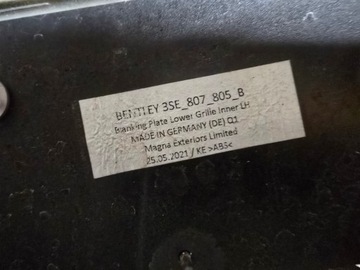 BENTLEY 3SE_807_805_B
Blanking Plate Lower Grille Inner LH
MADE IN GERMANY (DE) Q1
Magna Exteriors Limited
25.05.2021 / KE >ABS<